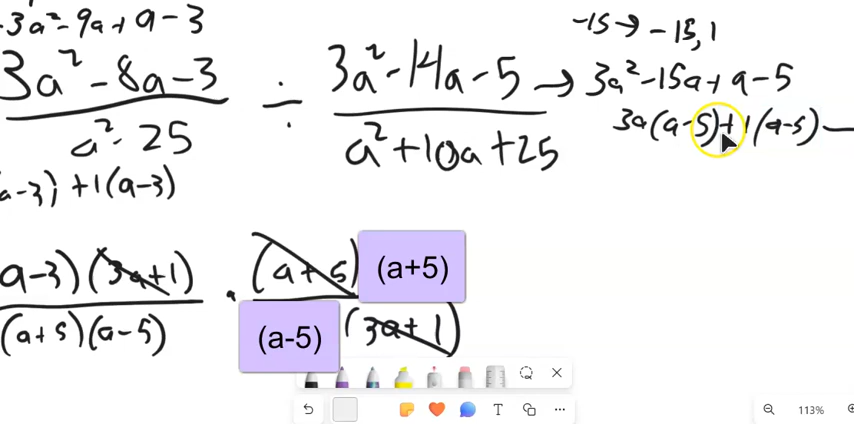 -3a² - 9a + a - 3
-15 → -15, 1
3a² - 8a - 3 ÷ 3a² - 14a - 5 → 3a² - 15a + a - 5
a² - 25 a² + 10a + 25
3a(a - 5) + 1(a - 5) —
a - 3) + 1(a - 3)
a - 3)(3a + 1) · (a + 5) (a+5)
(a + 5)(a - 5) (a-5) (3a + 1)
T
113%